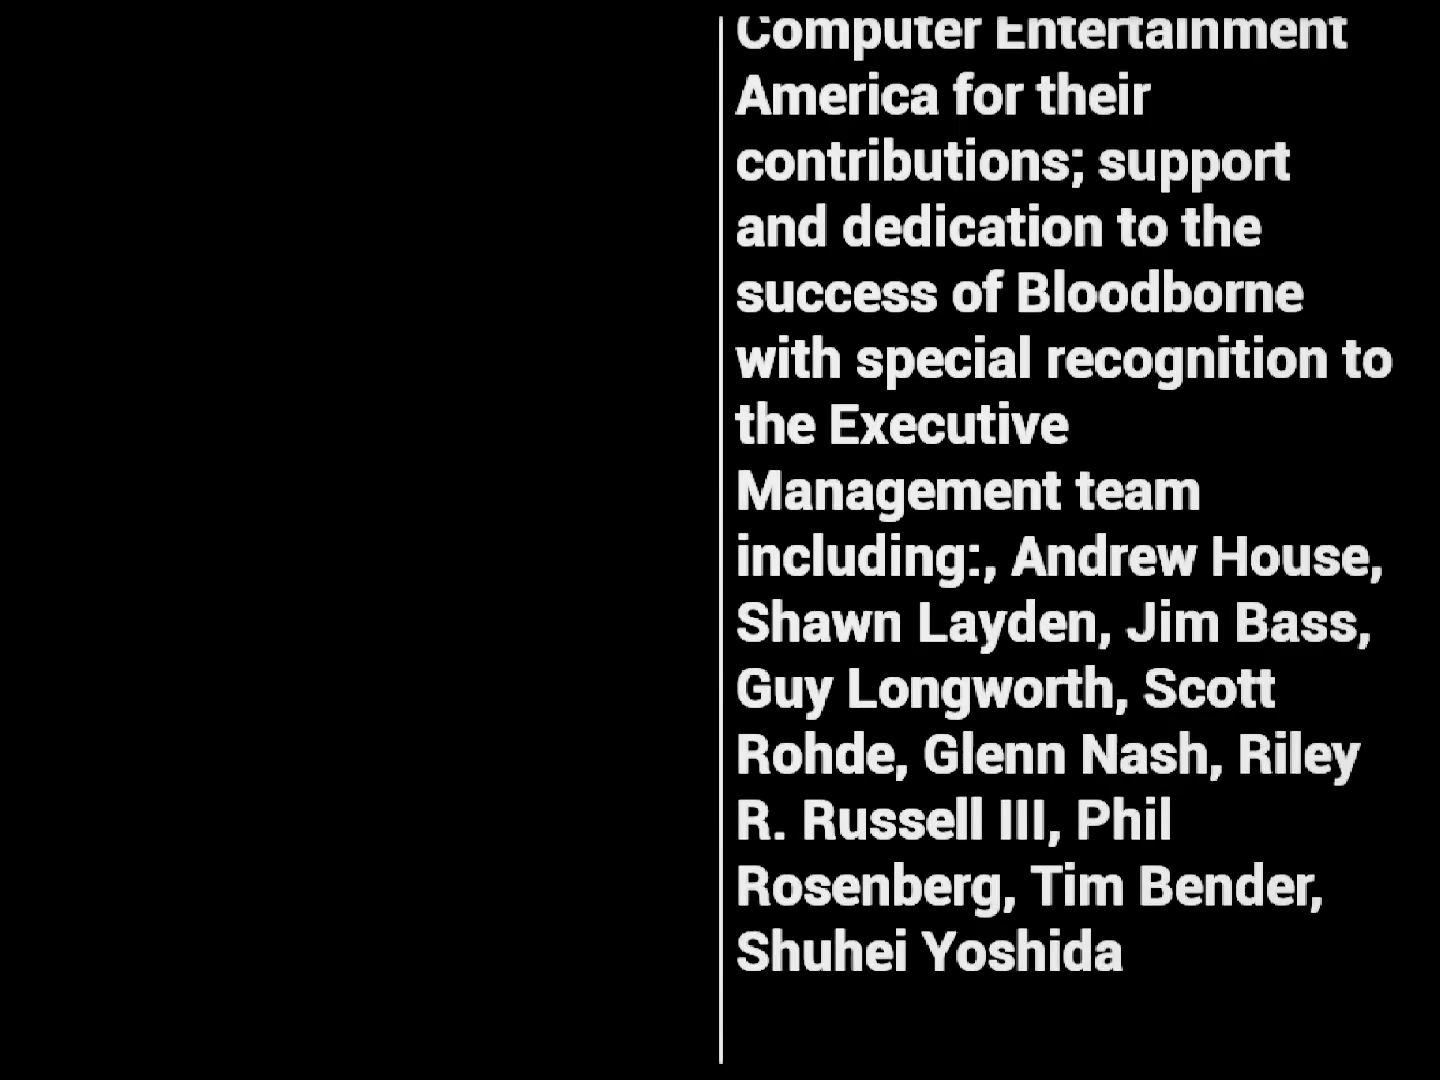 Computer Entertainment
America for their
contributions; support
and dedication to the
success of Bloodborne
with special recognition to
the Executive
Management team
including:, Andrew House,
Shawn Layden, Jim Bass,
Guy Longworth, Scott
Rohde, Glenn Nash, Riley
R. Russell III, Phil
Rosenberg, Tim Bender,
Shuhei Yoshida